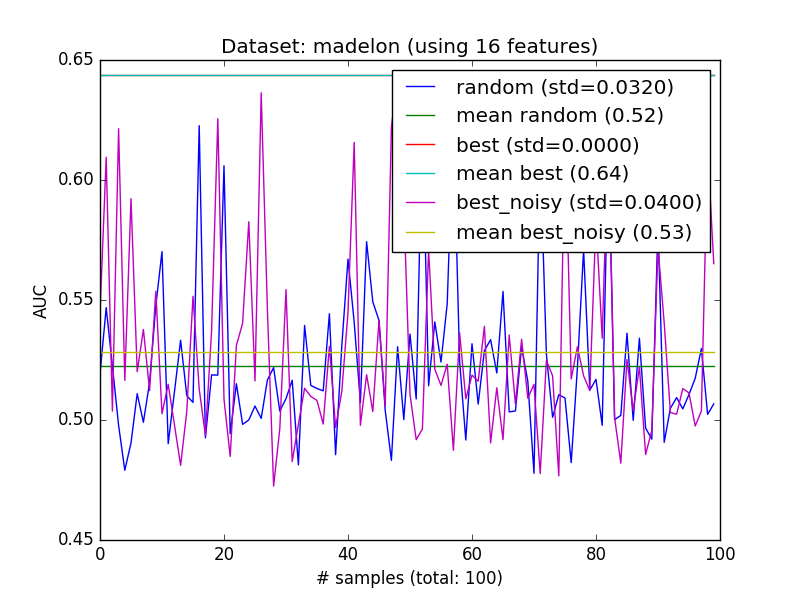 Dataset: madelon (using 16 features)
0.65
0.60
0.55
0.50
0.45
AUC
random (std=0.0320)
mean random (0.52)
best (std=0.0000)
mean best (0.64)
best_noisy (std=0.0400)
mean best_noisy (0.53)
0 20 40 60 80 100
# samples (total: 100)